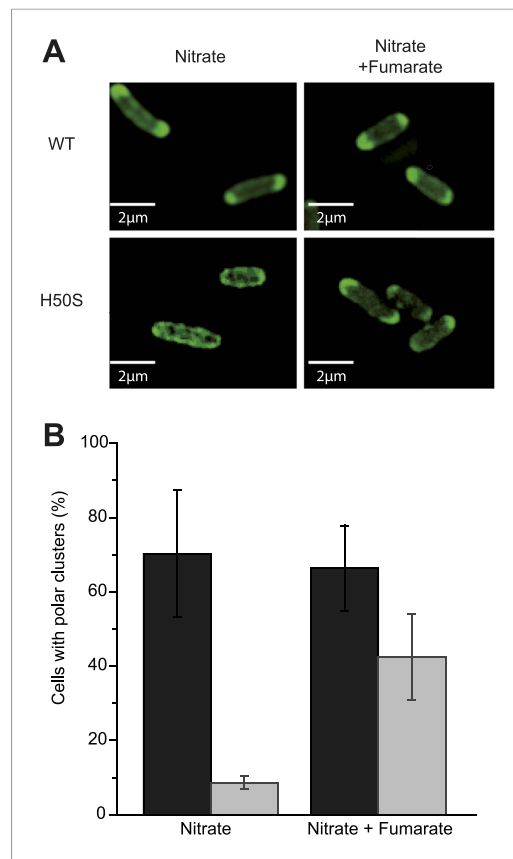 A
Nitrate
Nitrate
+Fumarate
WT
2µm
2µm
H50S
2µm
2µm
B
Cells with polar clusters (%)
100
80
60
40
20
0
Nitrate
Nitrate + Fumarate